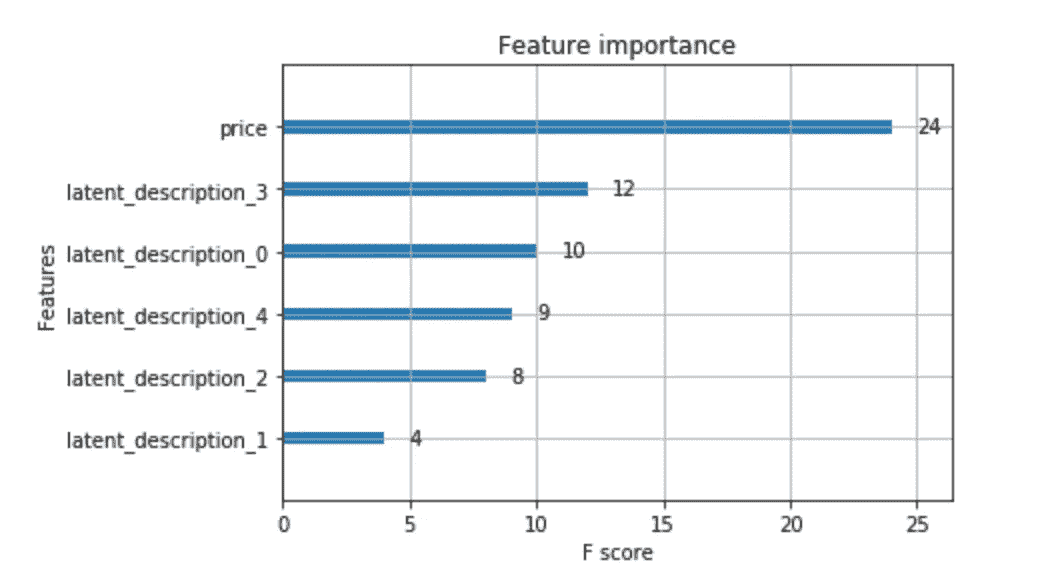 Feature importance
price
24
latent_description_3
12
latent_description_0
10
latent_description_4
9
latent_description_2
8
latent_description_1
4
Features
0 5 10 15 20 25
F score